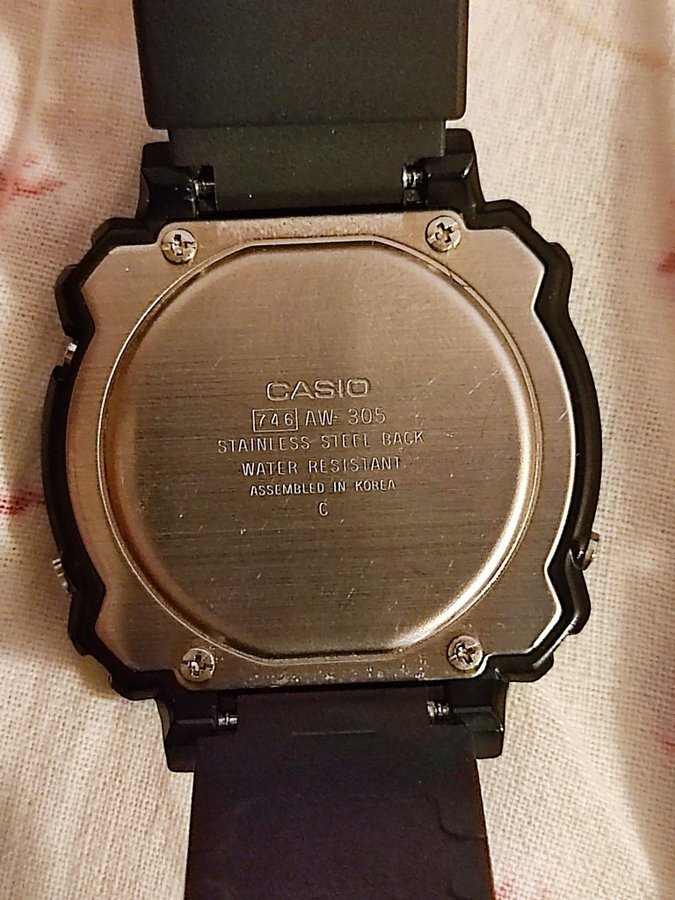 CASIO
746 AW-305
STAINLESS STEEL BACK
WATER RESISTANT
ASSEMBLED IN KOREA
C